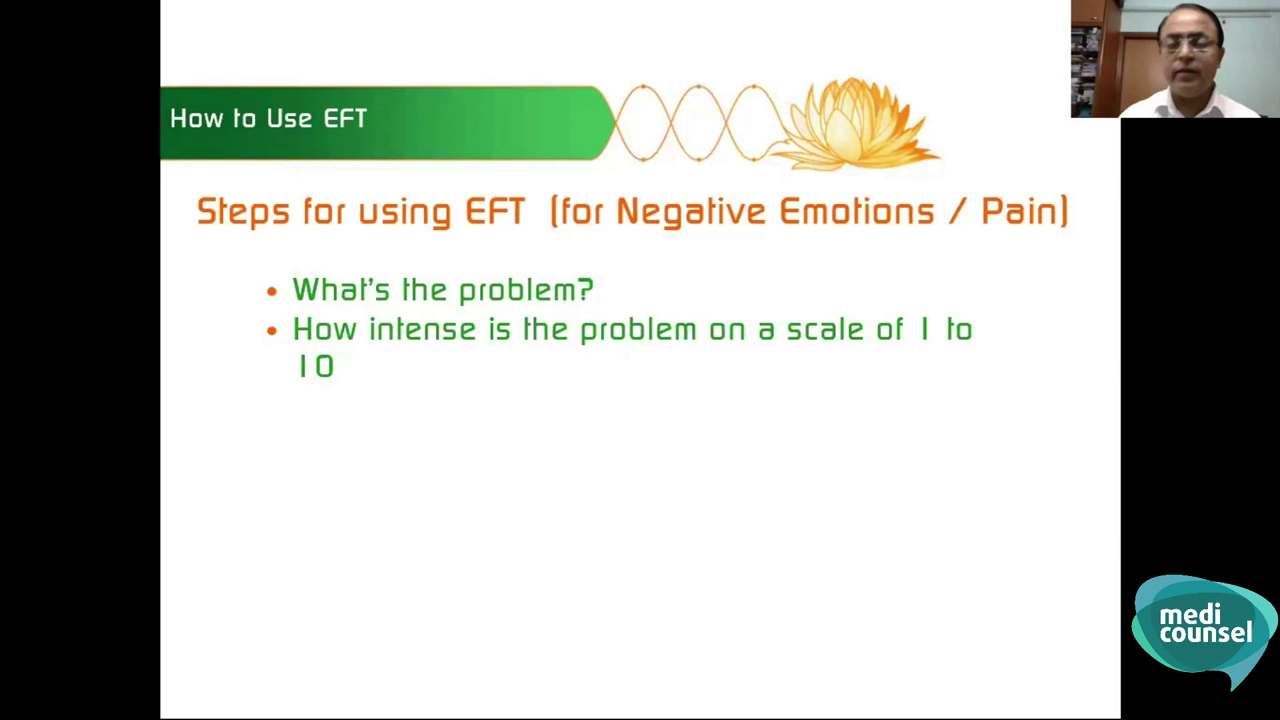 How to Use EFT
Steps for using EFT (for Negative Emotions / Pain)
• What's the problem?
• How intense is the problem on a scale of 1 to
10
medi
counsel